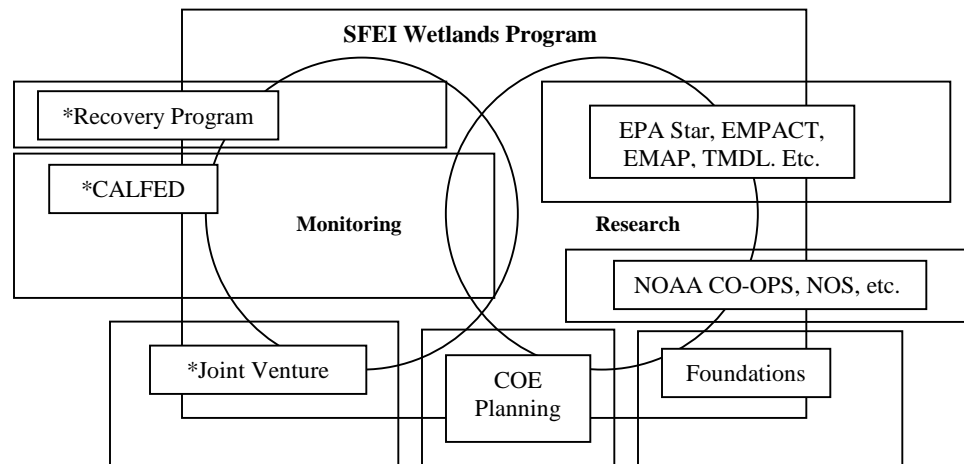 SFEI Wetlands Program
*Recovery Program
EPA Star, EMPACT,
EMAP, TMDL. Etc.
*CALFED
Monitoring
Research
NOAA CO-OPS, NOS, etc.
*Joint Venture
COE
Planning
Foundations